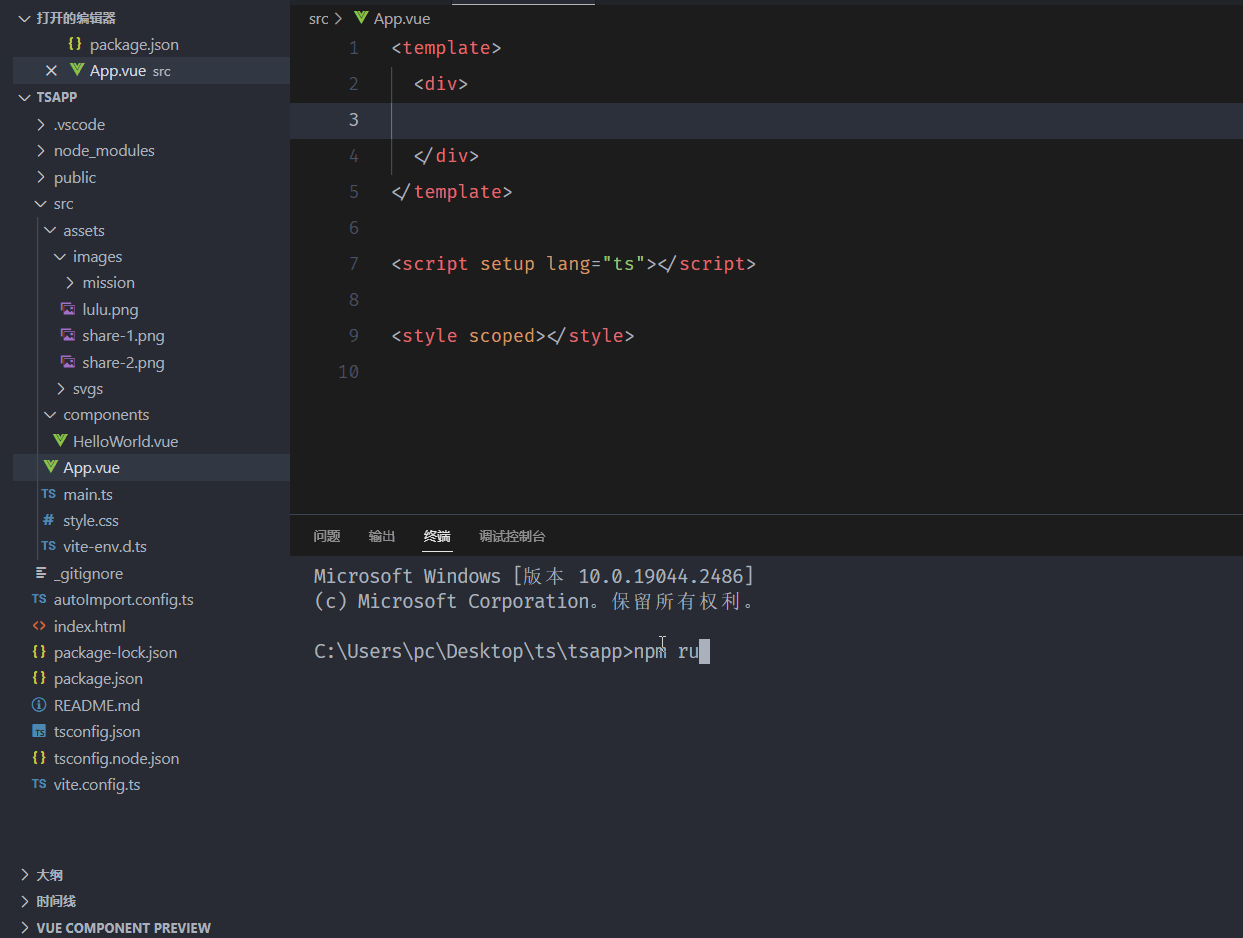 打开的编辑器
package.json
App.vue src
TSAPP
.vscode
node_modules
public
src
assets
images
mission
lulu.png
share-1.png
share-2.png
svgs
components
HelloWorld.vue
App.vue
TS main.ts
# style.css
TS vite-env.d.ts
_gitignore
TS autoImport.config.ts
<> index.html
{} package-lock.json
{} package.json
README.md
TS tsconfig.json
{} tsconfig.node.json
TS vite.config.ts
大纲
时间线
VUE COMPONENT PREVIEW
src > App.vue
1 <template>
2 <div>
3
4 </div>
5 </template>
6
7 <script setup lang="ts"></script>
8
9 <style scoped></style>
10
问题 输出 终端 调试控制台
Microsoft Windows [版本 10.0.19044.2486]
(c) Microsoft Corporation。保留所有权利。
C:\Users\pc\Desktop\ts\tsapp>npm ru